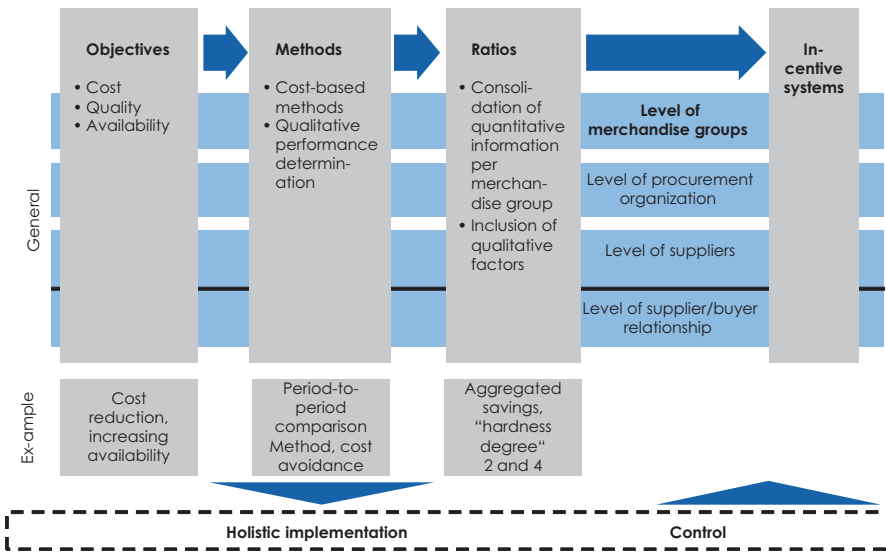 Objectives
• Cost
• Quality
• Availability
Methods
• Cost-based
methods
• Qualitative
performance
determin-
ation
Ratios
• Consoli-
dation of
quantitative
information
per
merchan-
dise group
• Inclusion of
qualitative
factors
In-
centive
systems
Level of
merchandise groups
Level of procurement
organization
Level of suppliers
Level of supplier/buyer
relationship
General
Ex-ample
Cost
reduction,
increasing
availability
Period-to-
period
comparison
Method, cost
avoidance
Aggregated
savings,
“hardness
degree“
2 and 4
Holistic implementation
Control